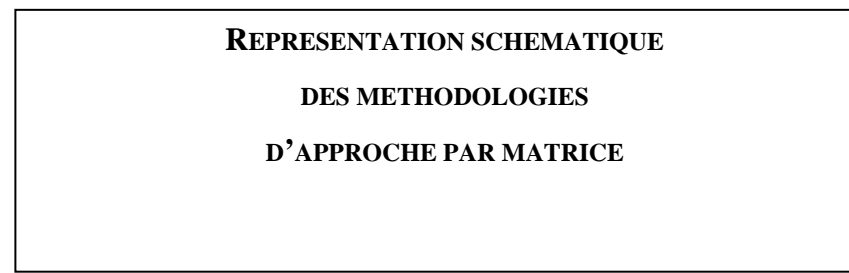 REPRESENTATION SCHEMATIQUE
DES METHODOLOGIES
D’APPROCHE PAR MATRICE